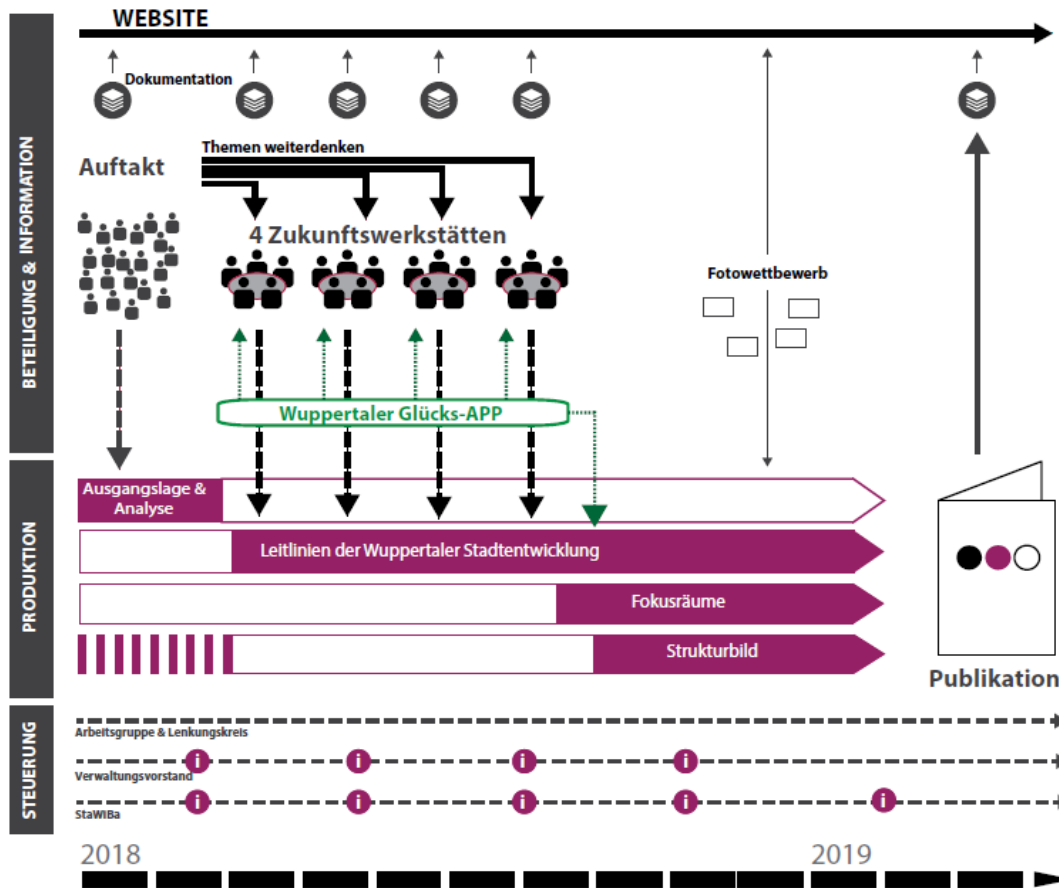 WEBSITE
Dokumentation
Themen weiterdenken
Auftakt
4 Zukunftswerkstätten
Fotowettbewerb
Wuppertaler Glücks-APP
BETEILIGUNG & INFORMATION
Ausgangslage &
Analyse
Leitlinien der Wuppertaler Stadtentwicklung
Fokusräume
Strukturbild
Publikation
PRODUKTION
Arbeitsgruppe & Lenkungskreis
i i i i
Verwaltungsvorstand
i i i i i
StaWiBa
STEUERUNG
2018 2019